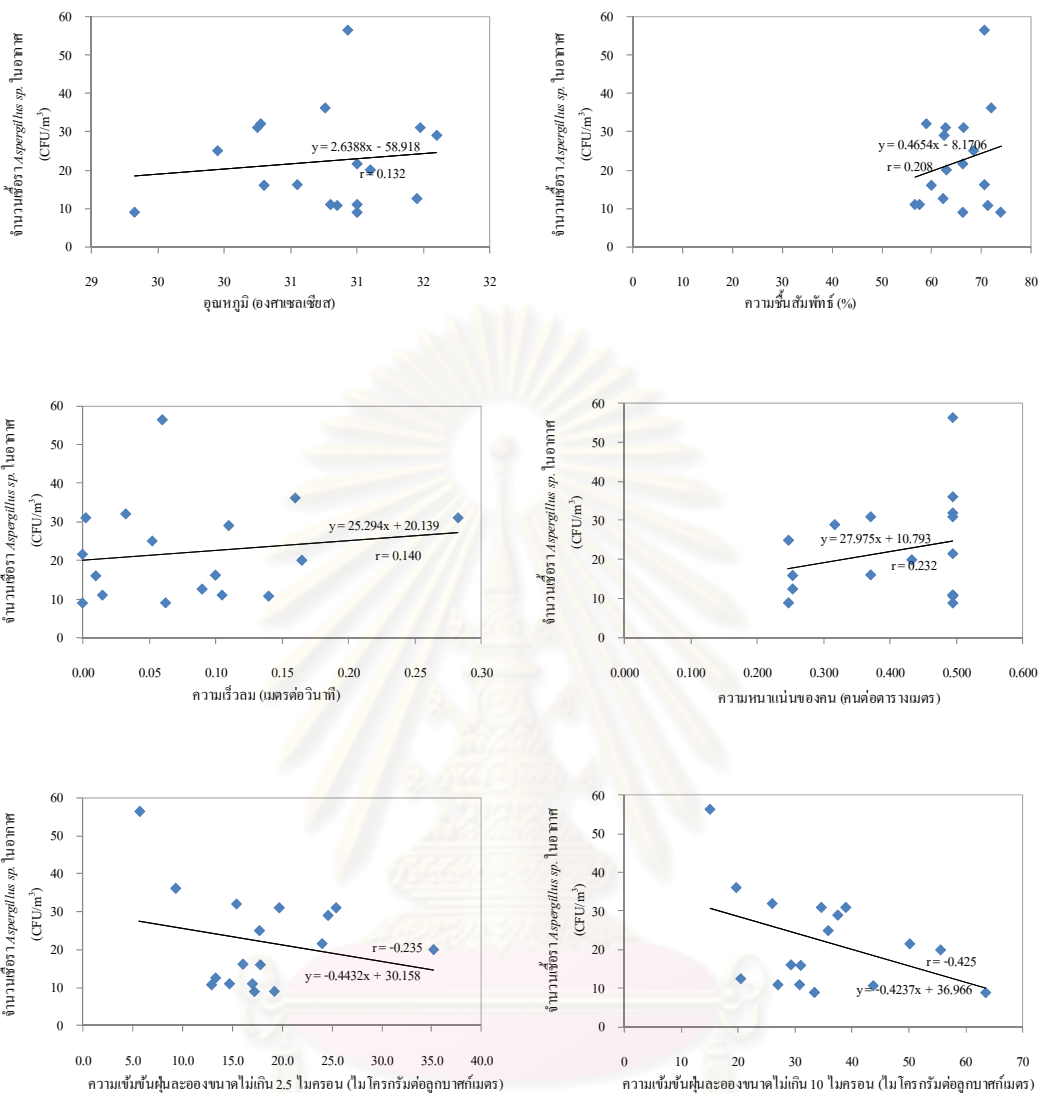 จำนวนเชื้อรา Aspergillus sp. ในอากาศ
(CFU/m³)
60
50
40
30
20
10
0
y = 2.6388x - 58.918
r = 0.132
29 30 30 31 31 32 32
อุณหภูมิ (องศาเซลเซียส)
จำนวนเชื้อรา Aspergillus sp. ในอากาศ
(CFU/m³)
60
50
40
30
20
10
0
y = 0.4654x - 8.1706
r = 0.208
0 10 20 30 40 50 60 70 80
ความชื้นสัมพัทธ์ (%)
จำนวนเชื้อรา Aspergillus sp. ในอากาศ
(CFU/m³)
60
50
40
30
20
10
0
y = 25.294x + 20.139
r = 0.140
0.00 0.05 0.10 0.15 0.20 0.25 0.30
ความเร็วลม (เมตรต่อวินาที)
จำนวนเชื้อรา Aspergillus sp. ในอากาศ
(CFU/m³)
60
50
40
30
20
10
0
y = 27.975x + 10.793
r = 0.232
0.000 0.100 0.200 0.300 0.400 0.500 0.600
ความหนาแน่นของคน (คนต่อตารางเมตร)
จำนวนเชื้อรา Aspergillus sp. ในอากาศ
(CFU/m³)
60
50
40
30
20
10
0
r = -0.235
y = -0.4432x + 30.158
0.0 5.0 10.0 15.0 20.0 25.0 30.0 35.0 40.0
ความเข้มข้นฝุ่นละอองขนาดไม่เกิน 2.5 ไมครอน (ไมโครกรัมต่อลูกบาศก์เมตร)
จำนวนเชื้อรา Aspergillus sp. ในอากาศ
(CFU/m³)
60
50
40
30
20
10
0
r = -0.425
y = -0.4237x + 36.966
0 20 30 40 50 60 70
ความเข้มข้นฝุ่นละอองขนาดไม่เกิน 10 ไมครอน (ไมโครกรัมต่อลูกบาศก์เมตร)